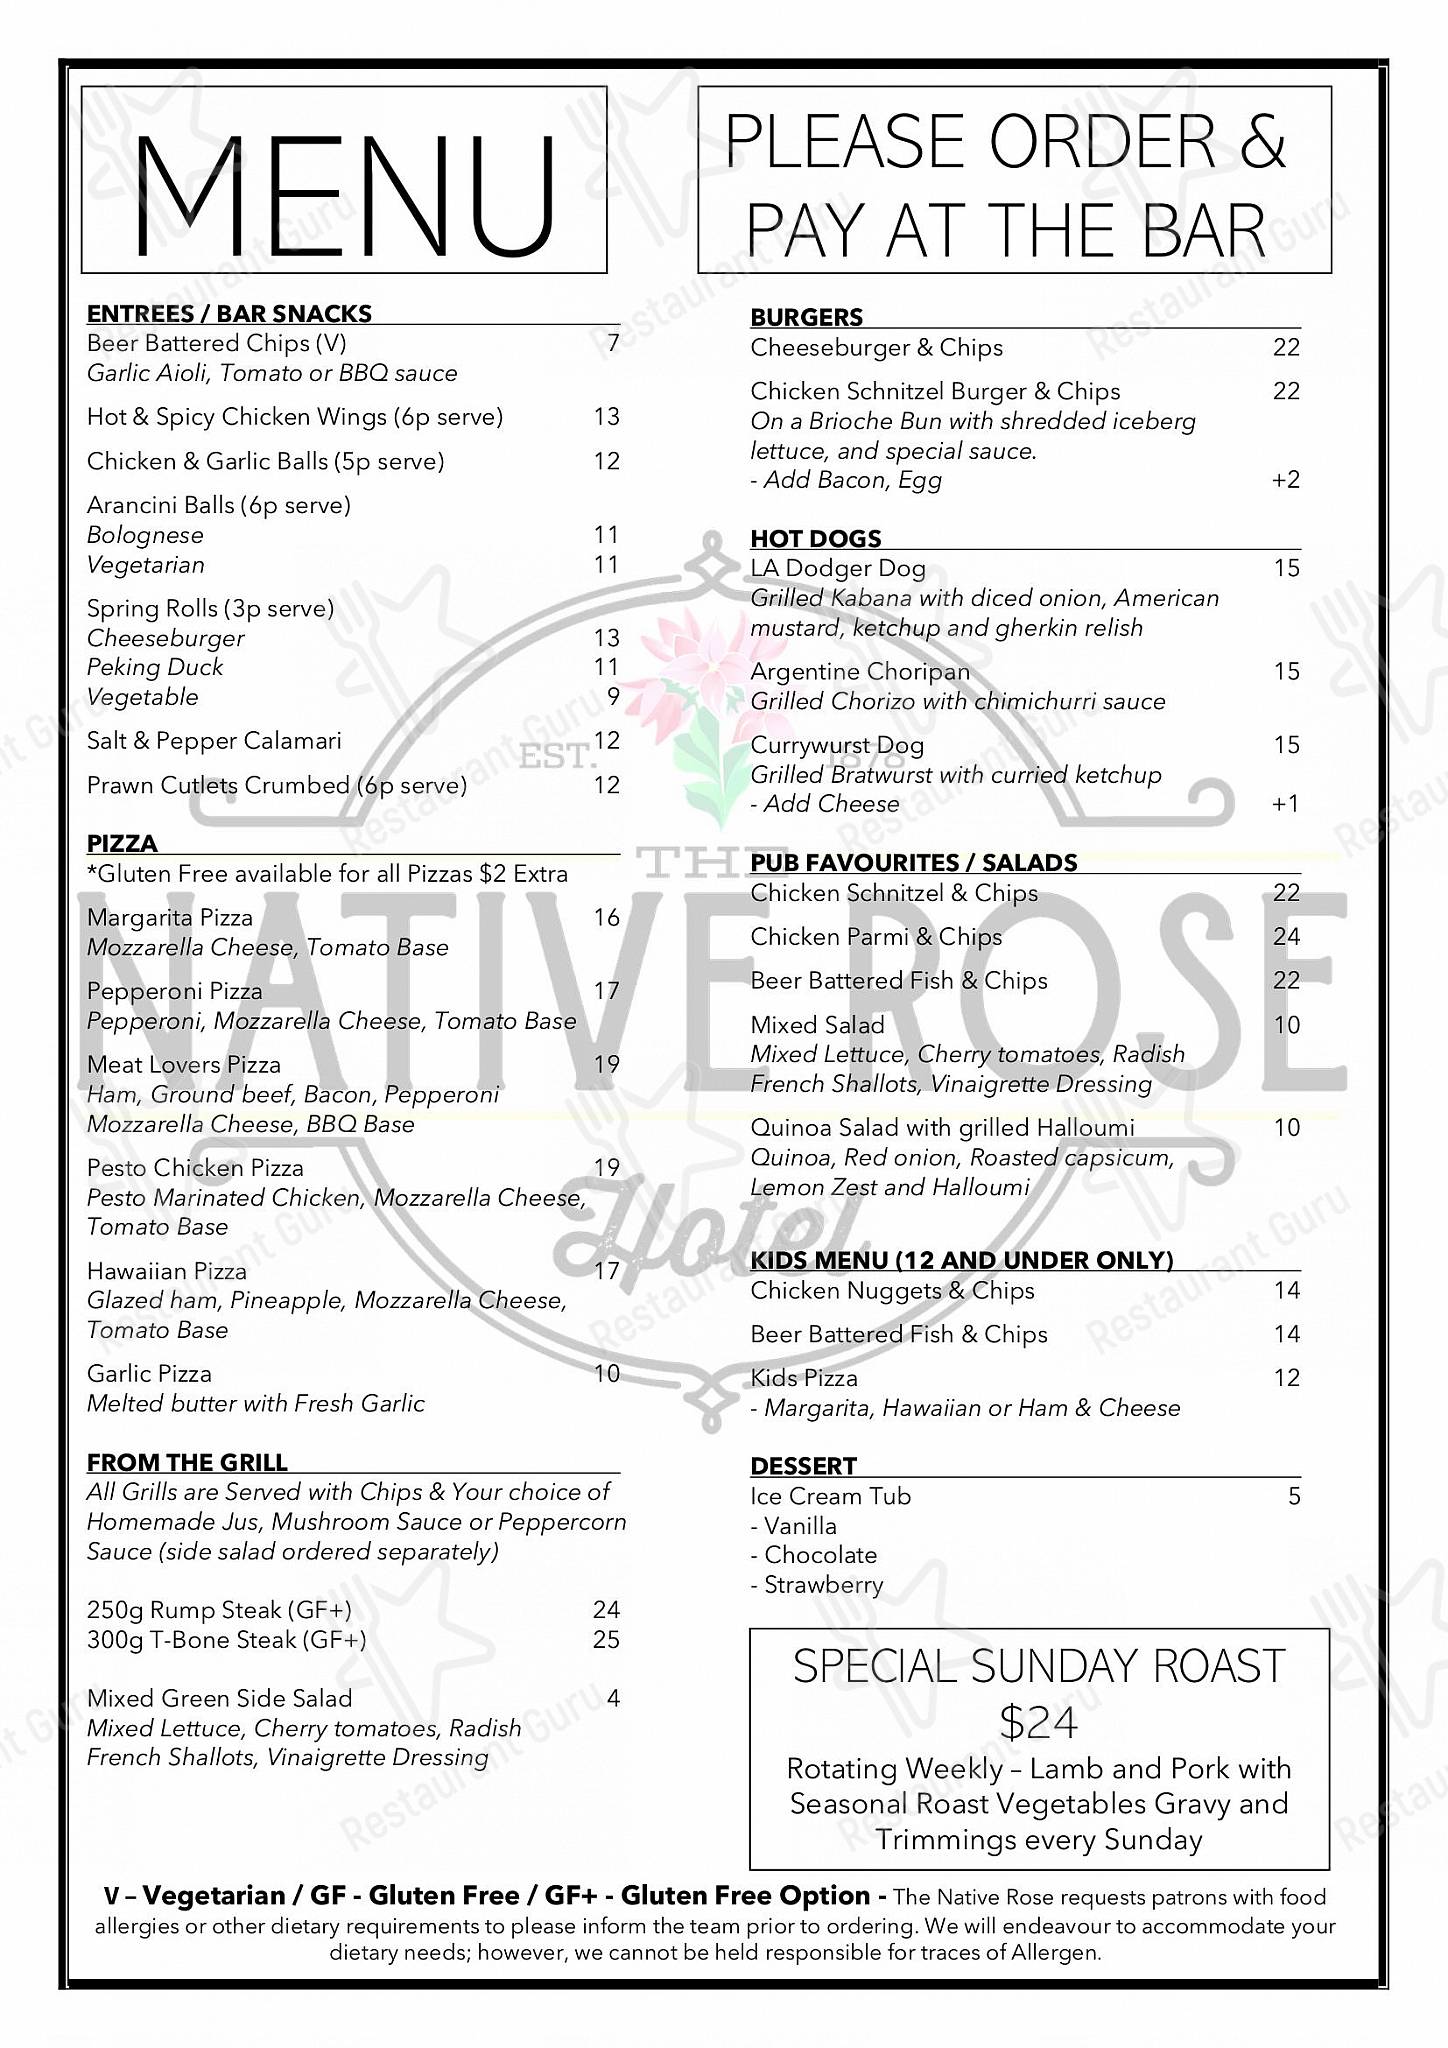 MENU
PLEASE ORDER &
PAY AT THE BAR
ENTREES / BAR SNACKS
Beer Battered Chips (V) 7
Garlic Aioli, Tomato or BBQ sauce
Hot & Spicy Chicken Wings (6p serve) 13
Chicken & Garlic Balls (5p serve) 12
Arancini Balls (6p serve)
Bolognese 11
Vegetarian 11
Spring Rolls (3p serve)
Cheeseburger 13
Peking Duck 11
Vegetable 9
Salt & Pepper Calamari 12
Prawn Cutlets Crumbed (6p serve) 12
PIZZA
*Gluten Free available for all Pizzas $2 Extra
Margarita Pizza 16
Mozzarella Cheese, Tomato Base
Pepperoni Pizza 17
Pepperoni, Mozzarella Cheese, Tomato Base
Meat Lovers Pizza 19
Ham, Ground beef, Bacon, Pepperoni
Mozzarella Cheese, BBQ Base
Pesto Chicken Pizza 19
Pesto Marinated Chicken, Mozzarella Cheese,
Tomato Base
Hawaiian Pizza 17
Glazed ham, Pineapple, Mozzarella Cheese,
Tomato Base
Garlic Pizza 10
Melted butter with Fresh Garlic
FROM THE GRILL
All Grills are Served with Chips & Your choice of
Homemade Jus, Mushroom Sauce or Peppercorn
Sauce (side salad ordered separately)
250g Rump Steak (GF+) 24
300g T-Bone Steak (GF+) 25
Mixed Green Side Salad 4
Mixed Lettuce, Cherry tomatoes, Radish
French Shallots, Vinaigrette Dressing
BURGERS
Cheeseburger & Chips 22
Chicken Schnitzel Burger & Chips 22
On a Brioche Bun with shredded iceberg
lettuce, and special sauce.
- Add Bacon, Egg +2
HOT DOGS
LA Dodger Dog 15
Grilled Kabana with diced onion, American
mustard, ketchup and gherkin relish
Argentine Choripan 15
Grilled Chorizo with chimichurri sauce
Currywurst Dog 15
Grilled Bratwurst with curried ketchup
- Add Cheese +1
PUB FAVOURITES / SALADS
Chicken Schnitzel & Chips 22
Chicken Parmi & Chips 24
Beer Battered Fish & Chips 22
Mixed Salad 10
Mixed Lettuce, Cherry tomatoes, Radish
French Shallots, Vinaigrette Dressing
Quinoa Salad with grilled Halloumi 10
Quinoa, Red onion, Roasted capsicum,
Lemon Zest and Halloumi
KIDS MENU (12 AND UNDER ONLY)
Chicken Nuggets & Chips 14
Beer Battered Fish & Chips 14
Kids Pizza 12
- Margarita, Hawaiian or Ham & Cheese
DESSERT
Ice Cream Tub 5
- Vanilla
- Chocolate
- Strawberry
SPECIAL SUNDAY ROAST
$24
Rotating Weekly – Lamb and Pork with
Seasonal Roast Vegetables Gravy and
Trimmings every Sunday
V – Vegetarian / GF - Gluten Free / GF+ - Gluten Free Option - The Native Rose requests patrons with food
allergies or other dietary requirements to please inform the team prior to ordering. We will endeavour to accommodate your
dietary needs; however, we cannot be held responsible for traces of Allergen.
EST. 1878
THE
NATIVE ROSE
Hotel
Restaurant Guru